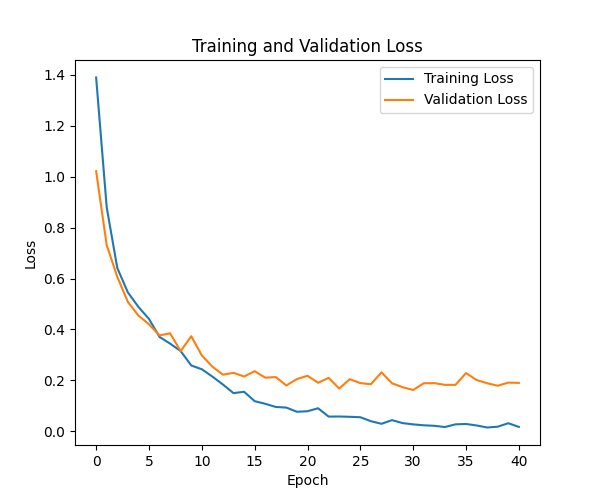 Training and Validation Loss
Training Loss
Validation Loss
1.4
1.2
1.0
0.8
0.6
0.4
0.2
0.0
Loss
0 5 10 15 20 25 30 35 40
Epoch